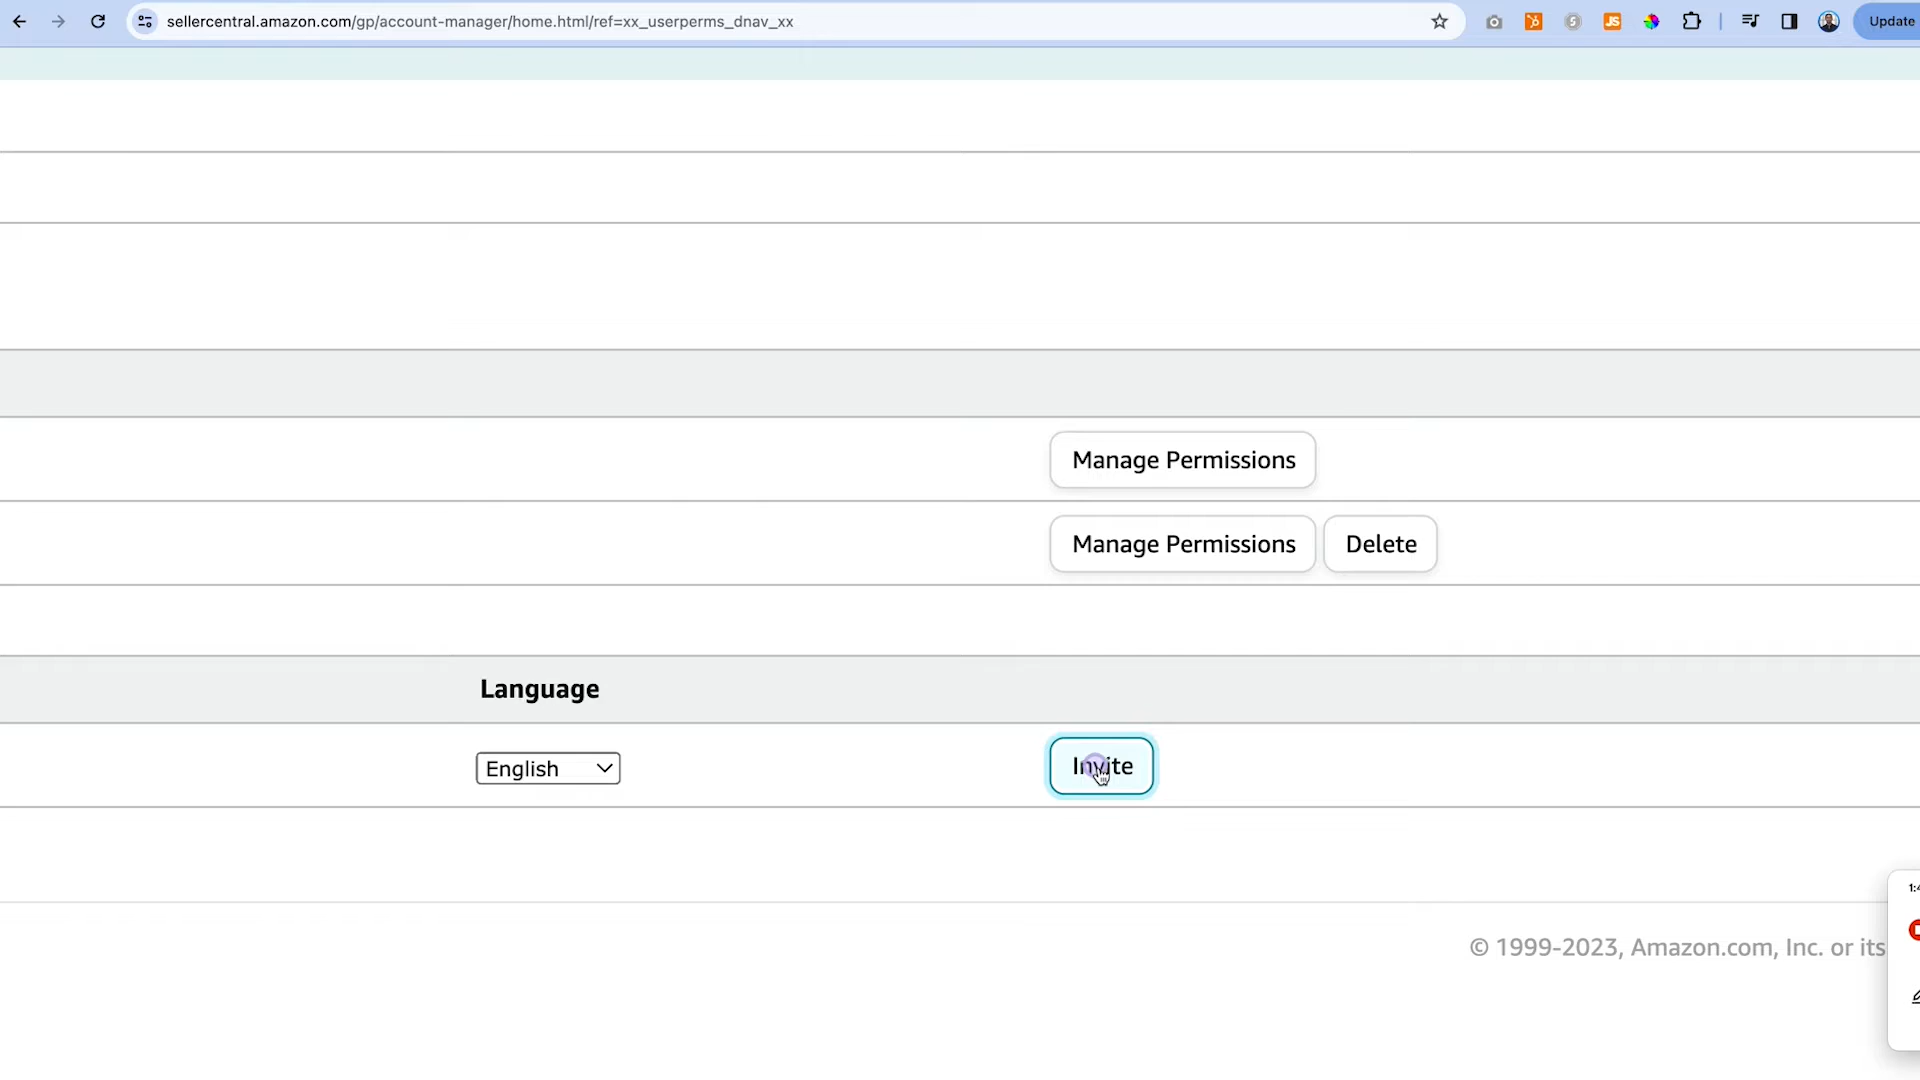 sellercentral.amazon.com/gp/account-manager/home.html/ref=xx_userperms_dnav_xx
Update
Manage Permissions
Manage Permissions Delete
Language
English Invite
© 1999-2023, Amazon.com, Inc. or its